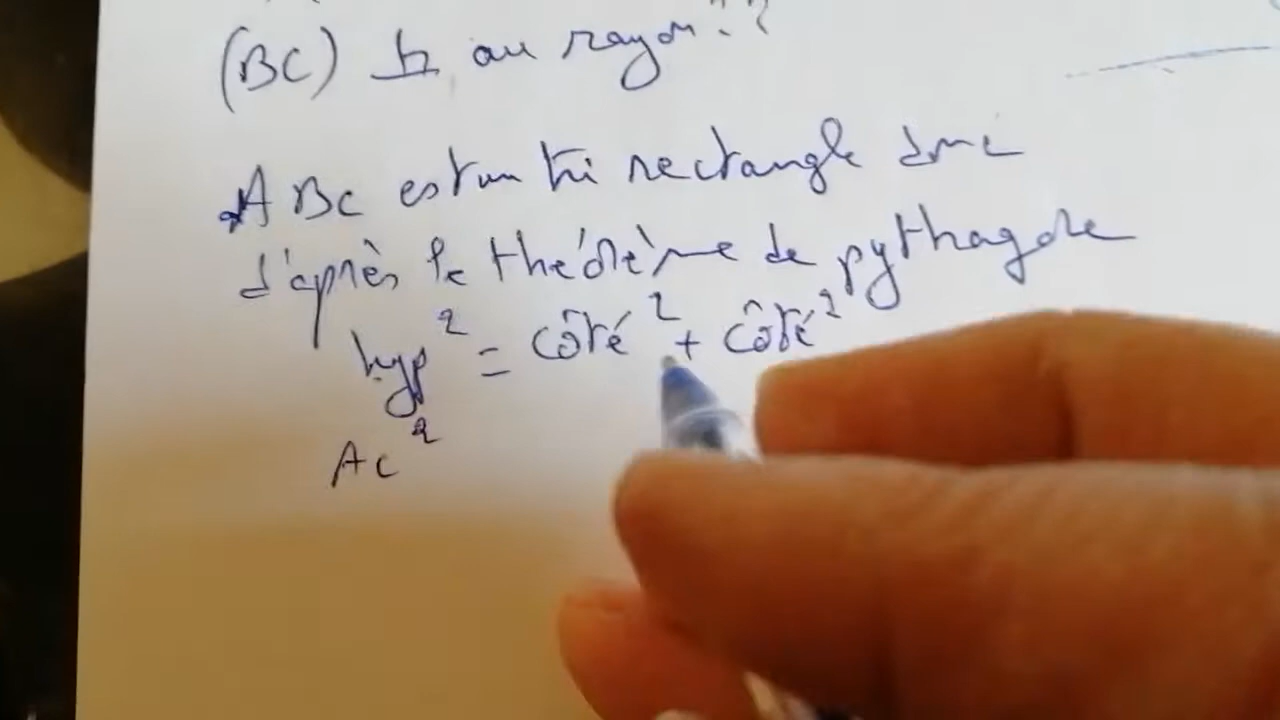 (BC) ⊥ au rayon.??
ABC est un tri rectangle donc
d'après le théorème de pythagore
hyp² = côté² + côté²
AC²